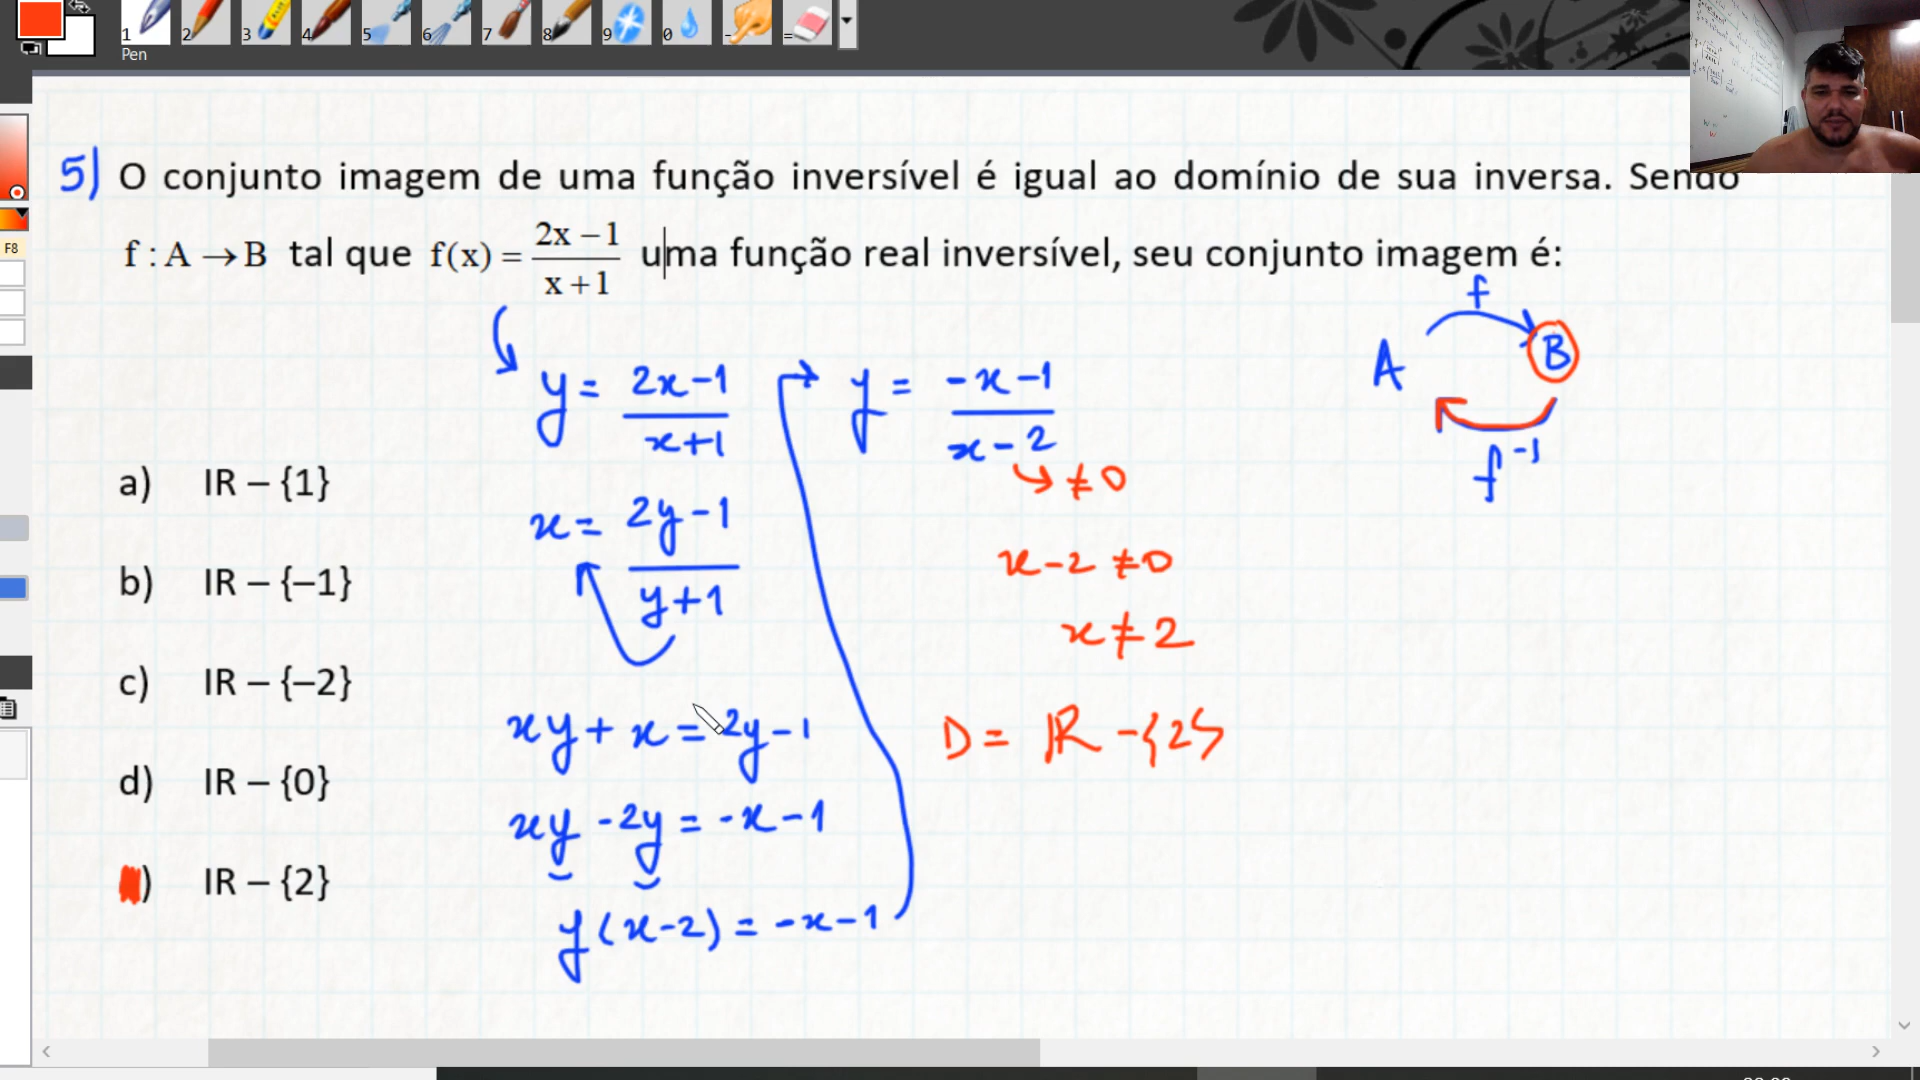 1 2 3 4 5 6 7 8 9 0 - =
Pen
F8
5) O conjunto imagem de uma função inversível é igual ao domínio de sua inversa. Sendo
f : A → B tal que f(x) = (2x − 1)/(x + 1) uma função real inversível, seu conjunto imagem é:
a) IR – {1}
b) IR – {–1}
c) IR – {–2}
d) IR – {0}
) IR – {2}
y = (2x-1)/(x+1)
x = (2y-1)/(y+1)
xy + x = 2y - 1
xy - 2y = -x - 1
y(x-2) = -x-1
y = (-x-1)/(x-2)
≠0
x-2 ≠0
x≠2
D = R - {2}
f
A B
f⁻¹